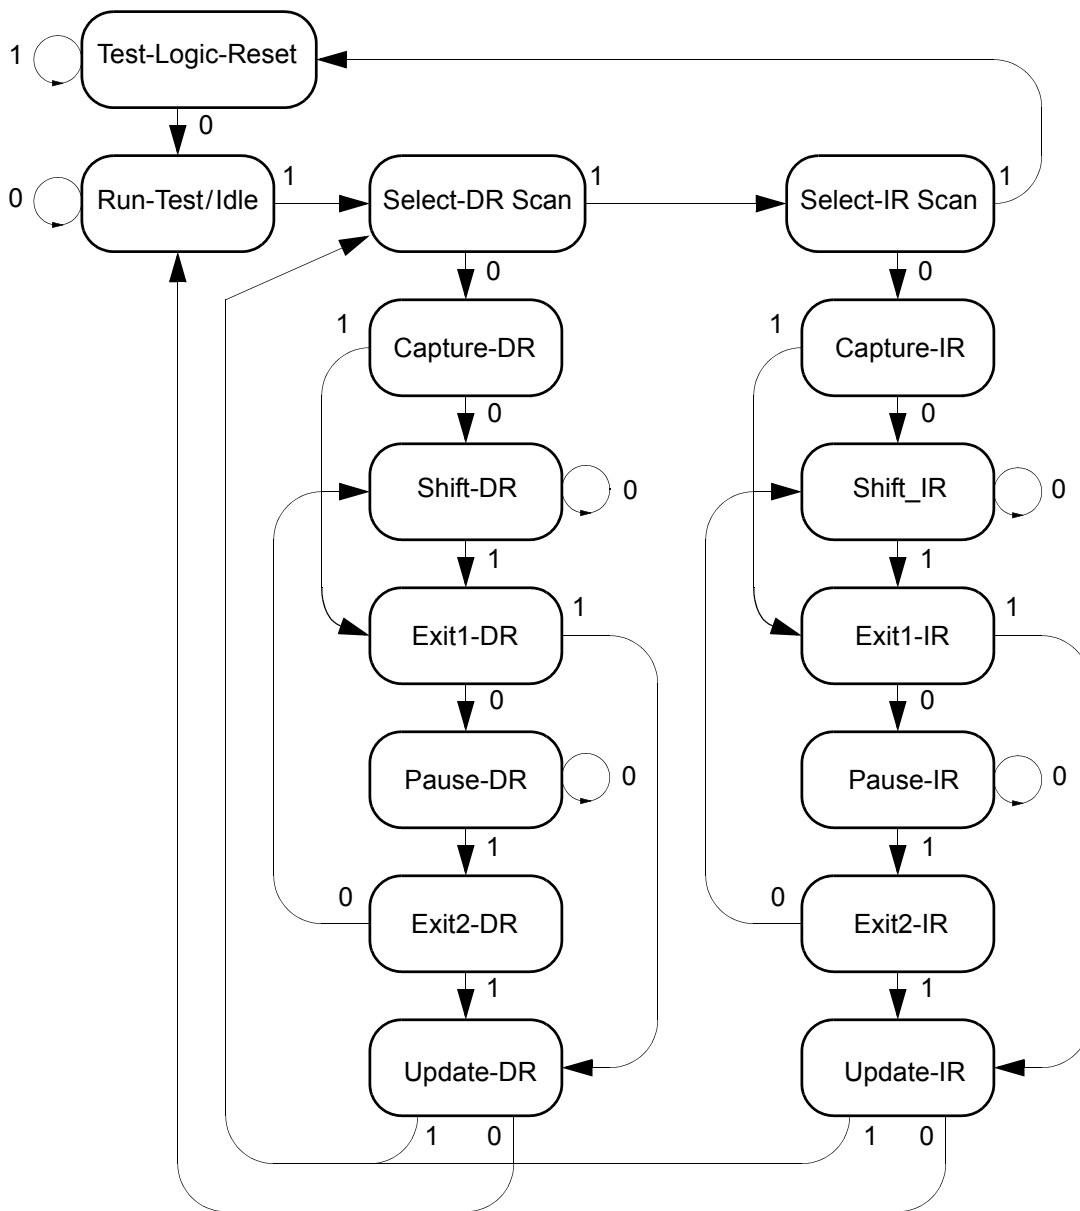 1 Test-Logic-Reset
0
0 Run-Test/Idle 1 Select-DR Scan 1 Select-IR Scan 1
0 0
1 Capture-DR 1 Capture-IR
0 0
Shift-DR 0 Shift_IR 0
1 1
Exit1-DR 1 Exit1-IR 1
0 0
Pause-DR 0 Pause-IR 0
1 1
0 Exit2-DR 0 Exit2-IR
1 1
Update-DR Update-IR
1 0 1 0